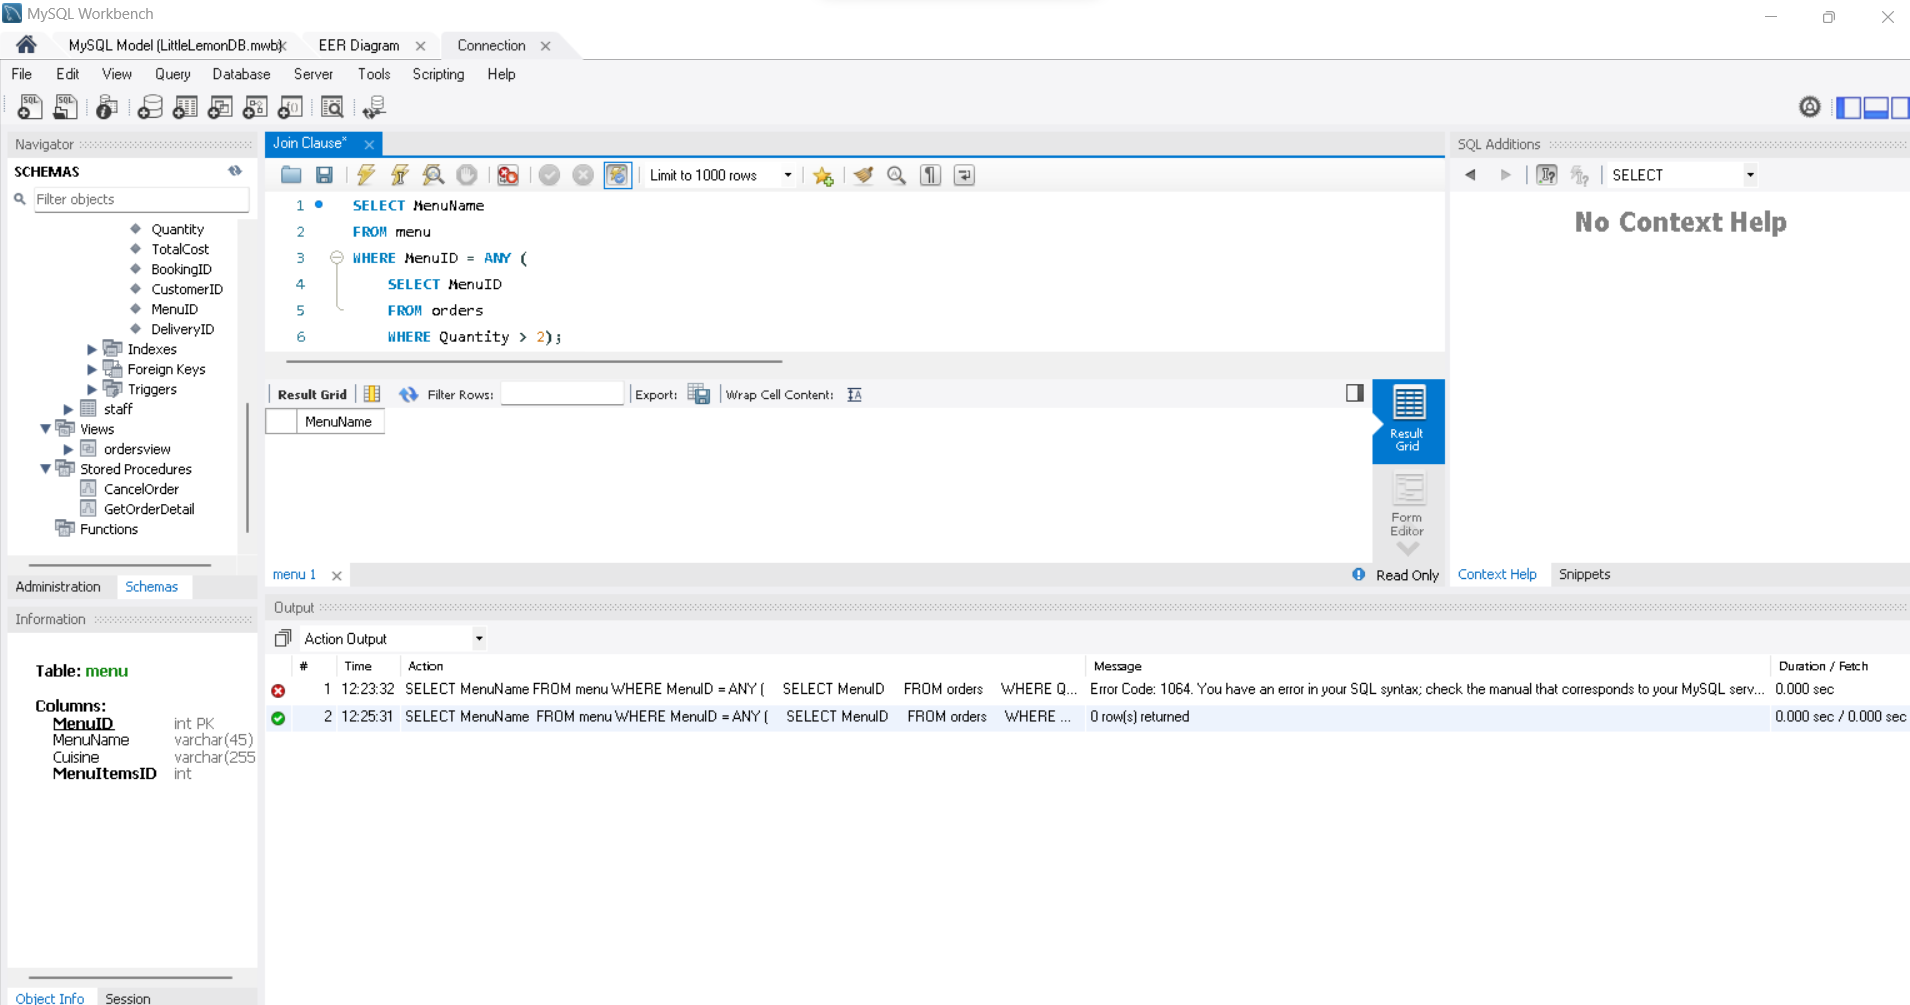 MySQL Workbench
MySQL Model (LittleLemonDB.mwb)
EER Diagram
Connection
File Edit View Query Database Server Tools Scripting Help
Navigator
SCHEMAS
Filter objects
Quantity
TotalCost
BookingID
CustomerID
MenuID
DeliveryID
Indexes
Foreign Keys
Triggers
staff
Views
ordersview
Stored Procedures
CancelOrder
GetOrderDetail
Functions
Administration Schemas
Information
Table: menu
Columns:
MenuID int PK
MenuName varchar(45)
Cuisine varchar(255
MenuItemsID int
Object Info Session
Join Clause*
Limit to 1000 rows
1 SELECT MenuName
2 FROM menu
3 WHERE MenuID = ANY (
4 SELECT MenuID
5 FROM orders
6 WHERE Quantity > 2);
Result Grid Filter Rows: Export: Wrap Cell Content:
MenuName
Result
Grid
Form
Editor
menu 1
Read Only
SQL Additions
SELECT
No Context Help
Context Help Snippets
Output
Action Output
# Time Action Message Duration / Fetch
1 12:23:32 SELECT MenuName FROM menu WHERE MenuID = ANY ( SELECT MenuID FROM orders WHERE Q... Error Code: 1064. You have an error in your SQL syntax; check the manual that corresponds to your MySQL serv... 0.000 sec
2 12:25:31 SELECT MenuName FROM menu WHERE MenuID = ANY ( SELECT MenuID FROM orders WHERE ... 0 row(s) returned 0.000 sec / 0.000 sec